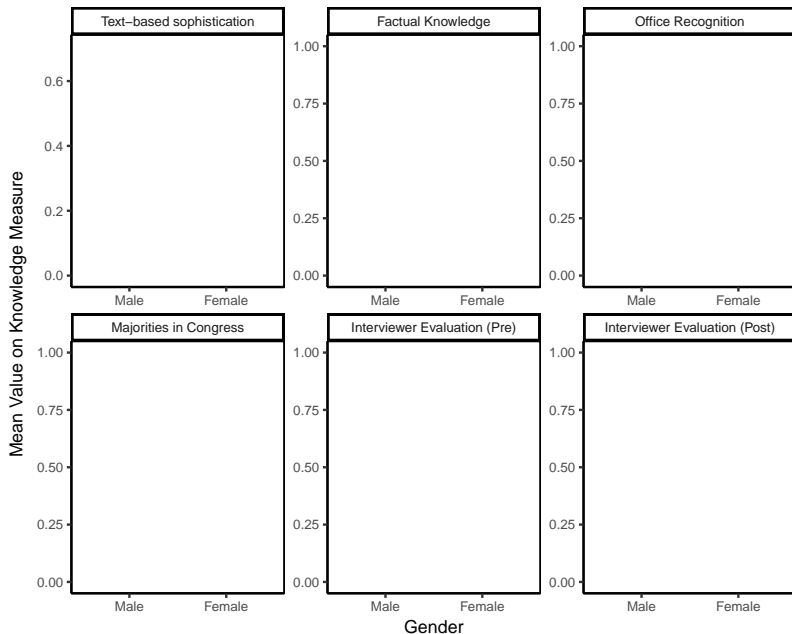 Text−based sophistication
Factual Knowledge
Office Recognition
0.6
0.4
0.2
0.0
1.00
0.75
0.50
0.25
0.00
1.00
0.75
0.50
0.25
0.00
Male Female
Male Female
Male Female
Majorities in Congress
Interviewer Evaluation (Pre)
Interviewer Evaluation (Post)
1.00
0.75
0.50
0.25
0.00
1.00
0.75
0.50
0.25
0.00
1.00
0.75
0.50
0.25
0.00
Male Female
Male Female
Male Female
Mean Value on Knowledge Measure
Gender